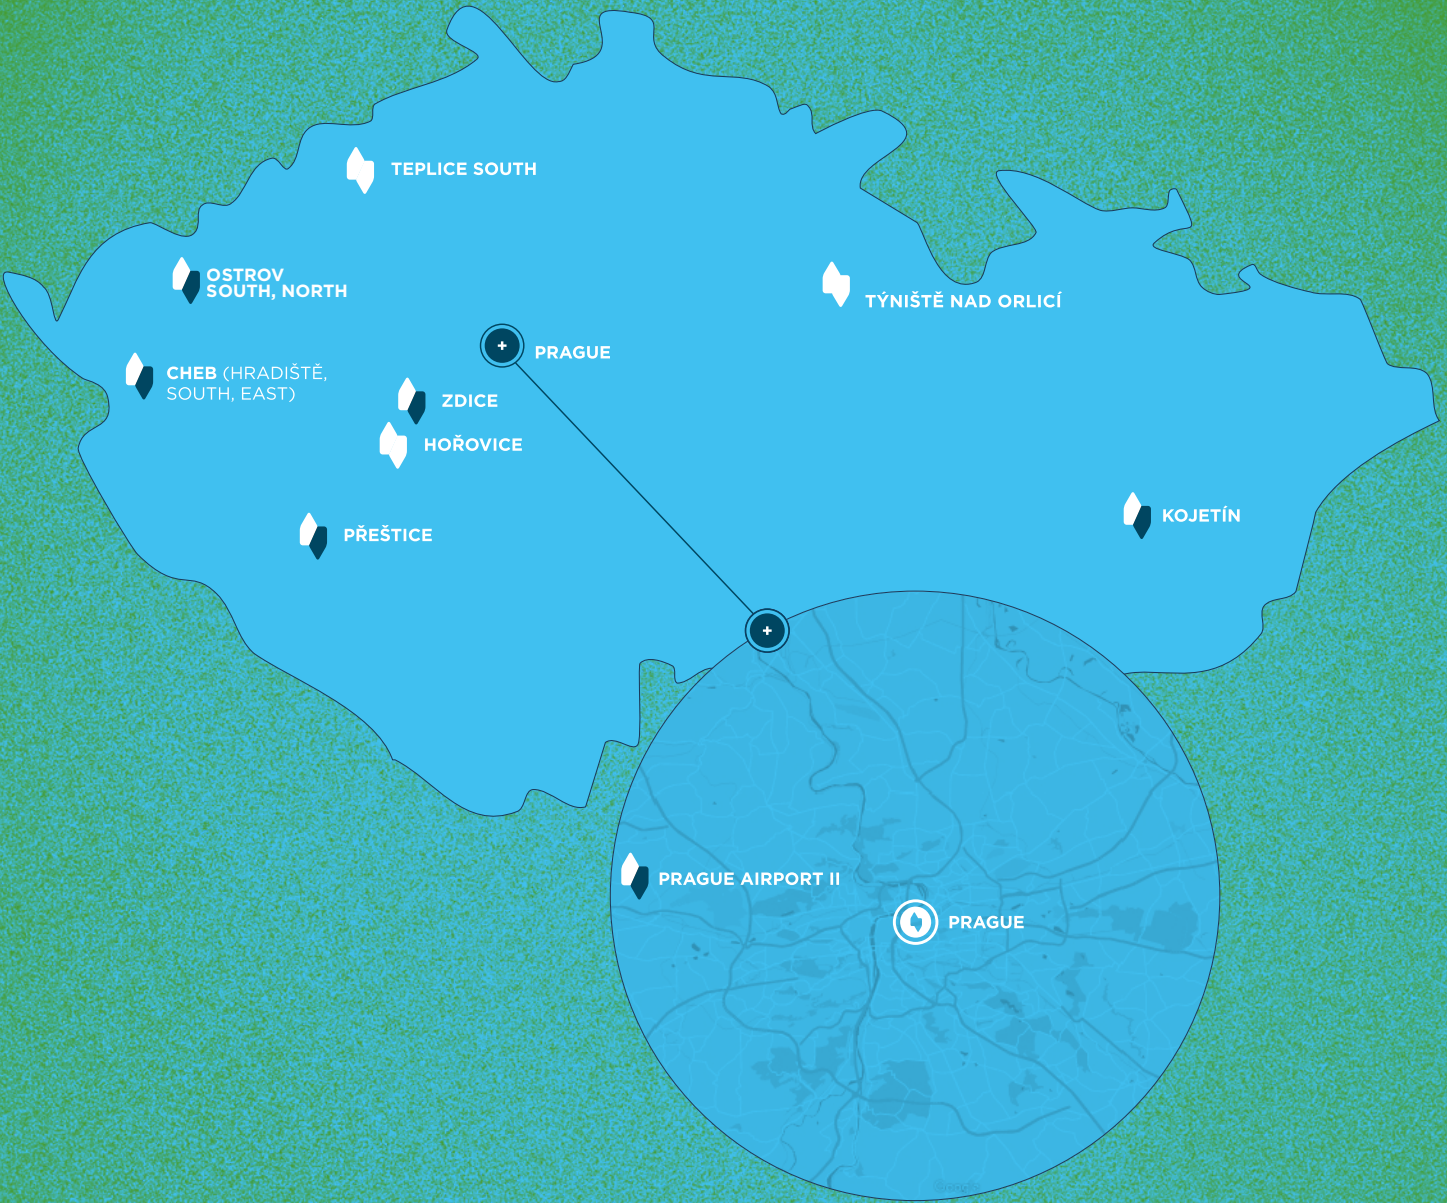 TEPLICE SOUTH
OSTROV
SOUTH, NORTH
TÝNIŠTĚ NAD ORLICÍ
PRAGUE
CHEB (HRADIŠTĚ,
SOUTH, EAST)
ZDICE
HOŘOVICE
KOJETÍN
PŘEŠTICE
PRAGUE AIRPORT II
PRAGUE
Google